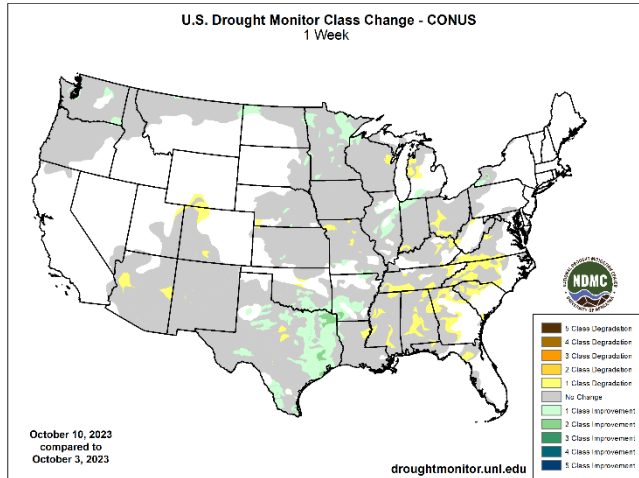 U.S. Drought Monitor Class Change - CONUS
1 Week
NDMC
5 Class Degradation
4 Class Degradation
3 Class Degradation
2 Class Degradation
1 Class Degradation
No Change
1 Class Improvement
2 Class Improvement
3 Class Improvement
4 Class Improvement
5 Class Improvement
October 10, 2023
compared to
October 3, 2023
droughtmonitor.unl.edu